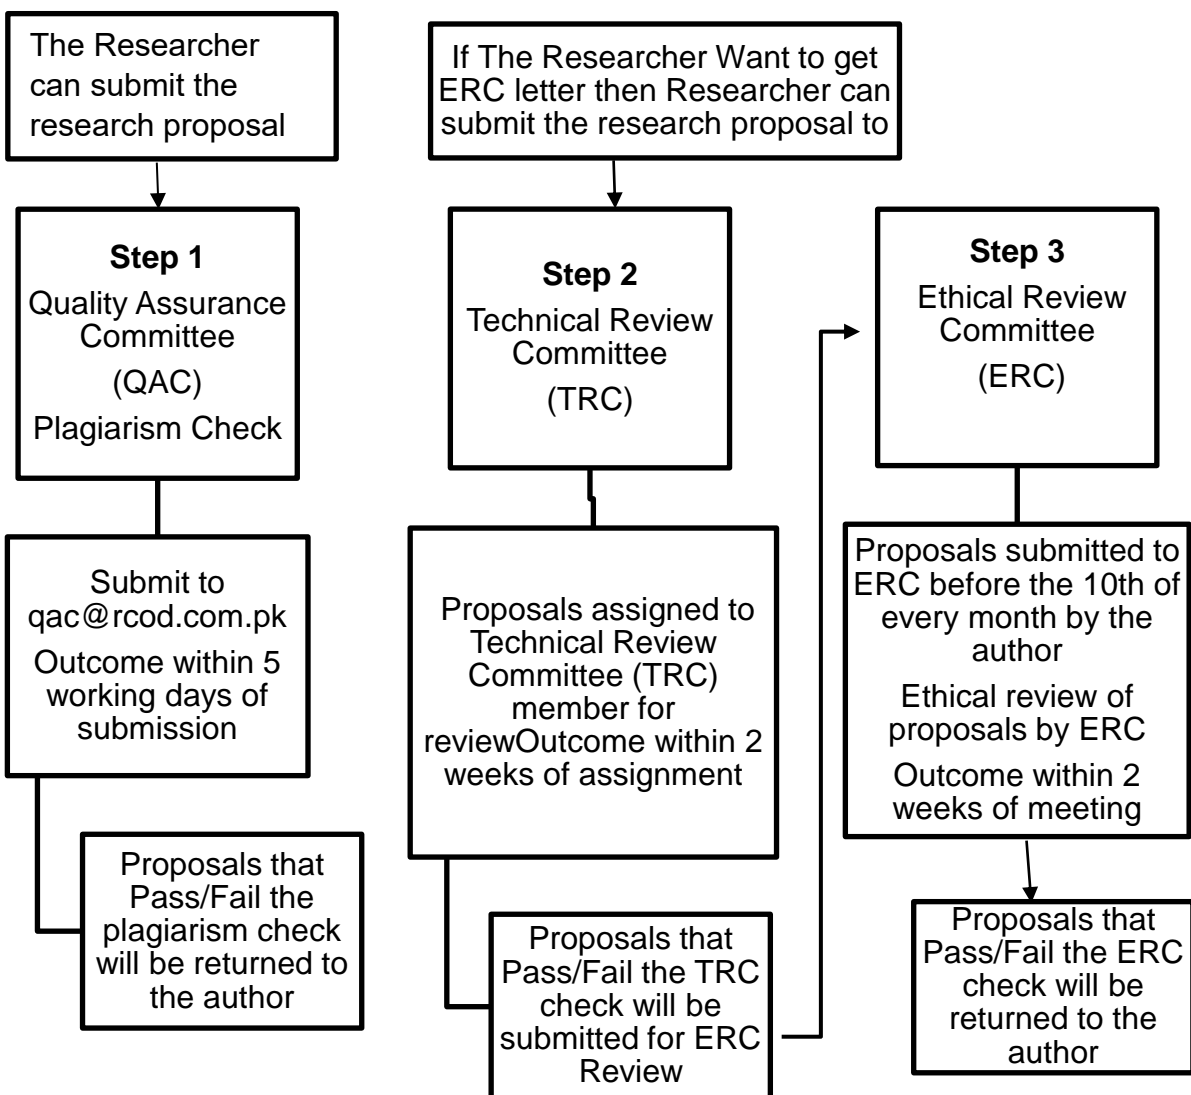 The Researcher
can submit the
research proposal
If The Researcher Want to get
ERC letter then Researcher can
submit the research proposal to
Step 1
Quality Assurance
Committee
(QAC)
Plagiarism Check
Step 2
Technical Review
Committee
(TRC)
Step 3
Ethical Review
Committee
(ERC)
Submit to
qac@rcod.com.pk
Outcome within 5
working days of
submission
Proposals assigned to
Technical Review
Committee (TRC)
member for
reviewOutcome within 2
weeks of assignment
Proposals submitted to
ERC before the 10th of
every month by the
author
Ethical review of
proposals by ERC
Outcome within 2
weeks of meeting
Proposals that
Pass/Fail the
plagiarism check
will be returned to
the author
Proposals that
Pass/Fail the TRC
check will be
submitted for ERC
Review
Proposals that
Pass/Fail the ERC
check will be
returned to the
author